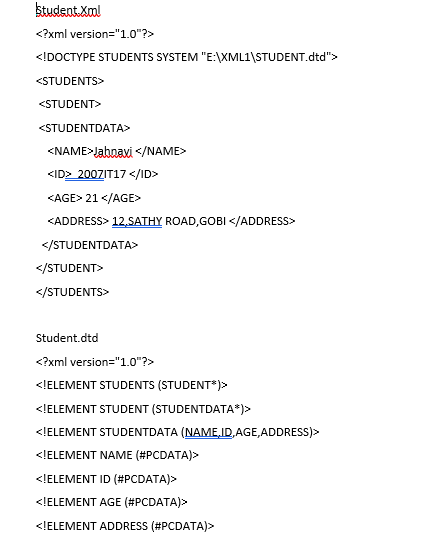 Student.Xml
<?xml version="1.0"?>
<!DOCTYPE STUDENTS SYSTEM "E:\XML1\STUDENT.dtd">
<STUDENTS>
<STUDENT>
<STUDENTDATA>
<NAME>Jahnavi </NAME>
<ID> 2007IT17 </ID>
<AGE> 21 </AGE>
<ADDRESS> 12,SATHY ROAD,GOBI </ADDRESS>
</STUDENTDATA>
</STUDENT>
</STUDENTS>
Student.dtd
<?xml version="1.0"?>
<!ELEMENT STUDENTS (STUDENT*)>
<!ELEMENT STUDENT (STUDENTDATA*)>
<!ELEMENT STUDENTDATA (NAME,ID,AGE,ADDRESS)>
<!ELEMENT NAME (#PCDATA)>
<!ELEMENT ID (#PCDATA)>
<!ELEMENT AGE (#PCDATA)>
<!ELEMENT ADDRESS (#PCDATA)>